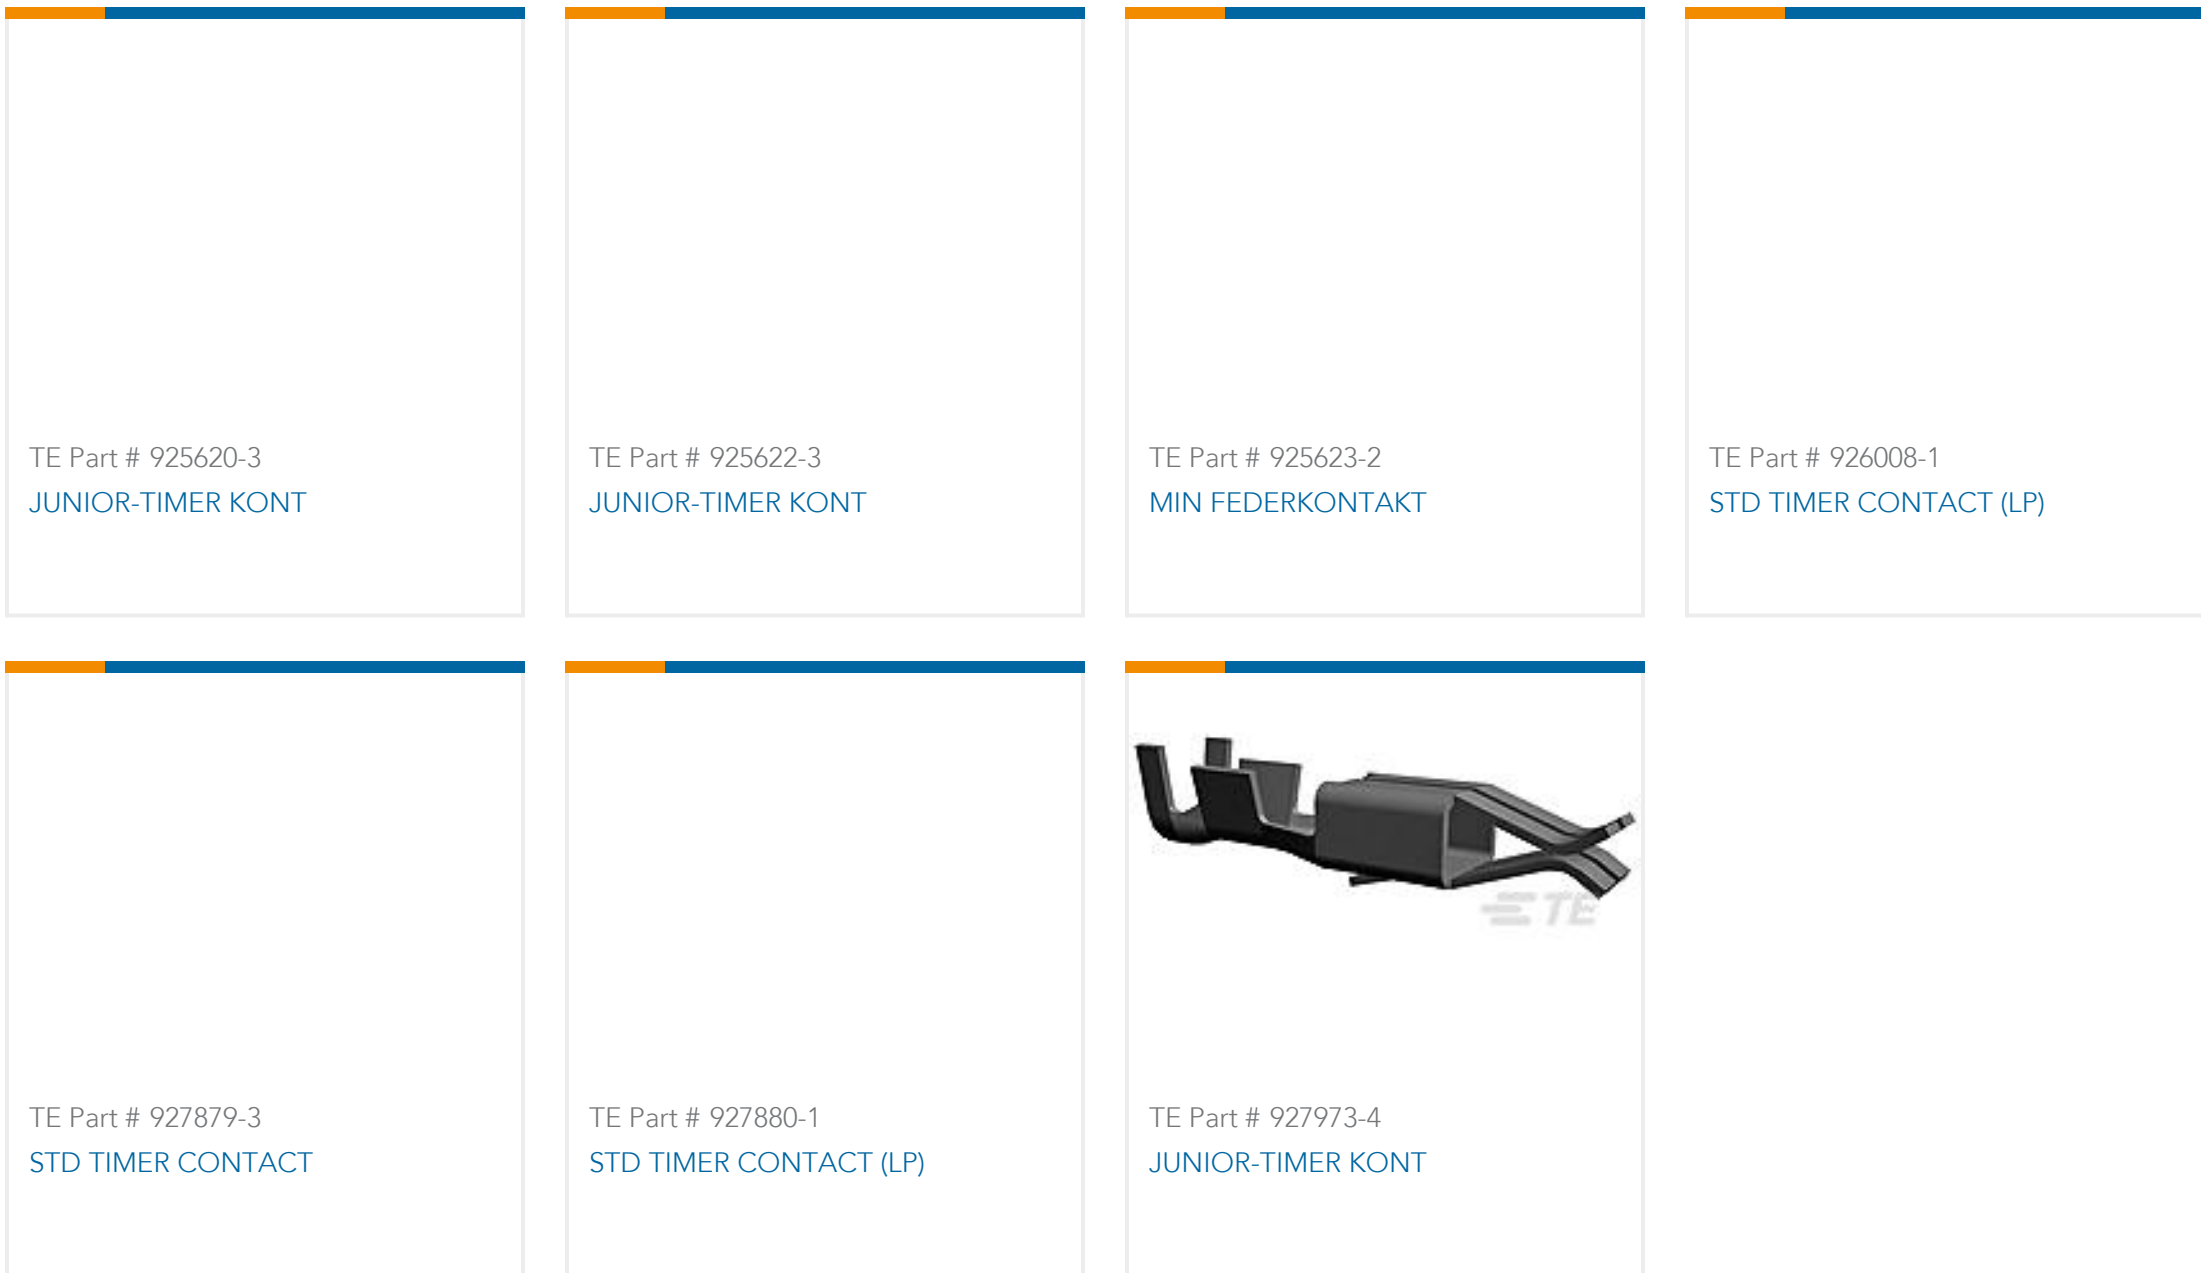 TE Part # 925620-3
JUNIOR-TIMER KONT
TE Part # 925622-3
JUNIOR-TIMER KONT
TE Part # 925623-2
MIN FEDERKONTAKT
TE Part # 926008-1
STD TIMER CONTACT (LP)
TE Part # 927879-3
STD TIMER CONTACT
TE Part # 927880-1
STD TIMER CONTACT (LP)
TE
TE Part # 927973-4
JUNIOR-TIMER KONT